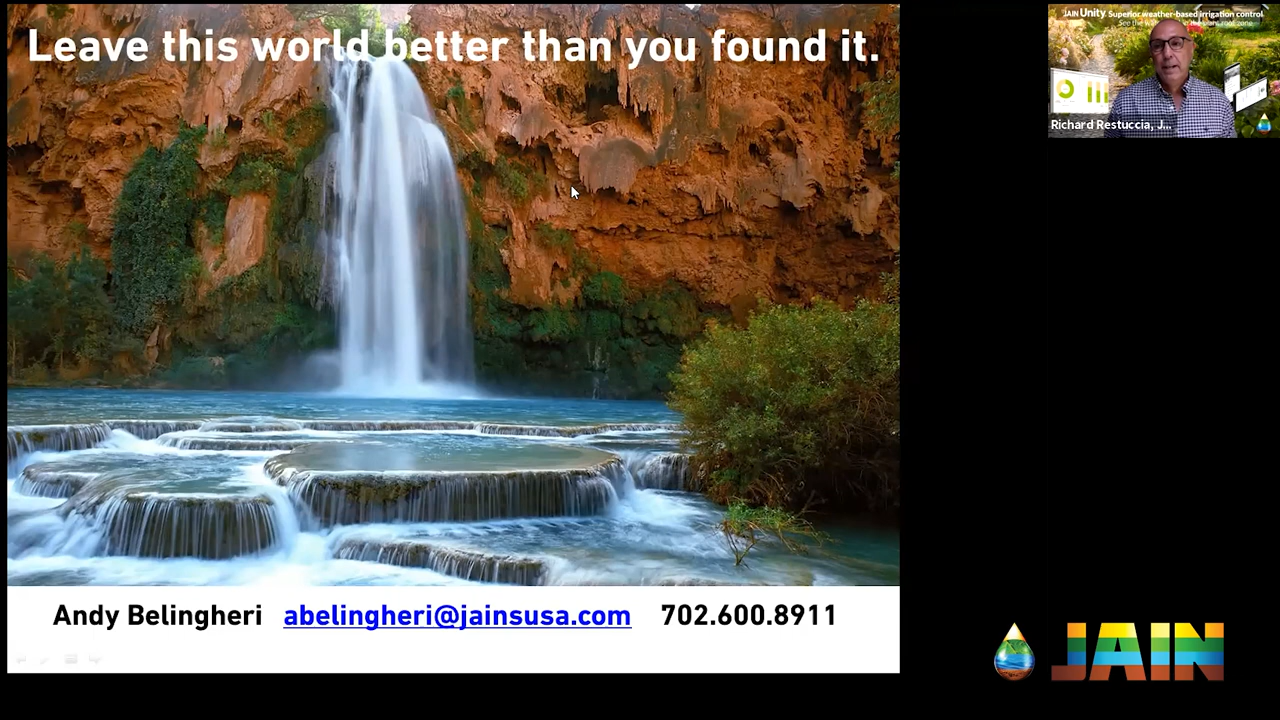 Leave this world better than you found it.
JAIN Unity Superior weather-based irrigation control
Richard Restuccia, J...
Andy Belingheri abelingheri@jainsusa.com 702.600.8911
JAIN